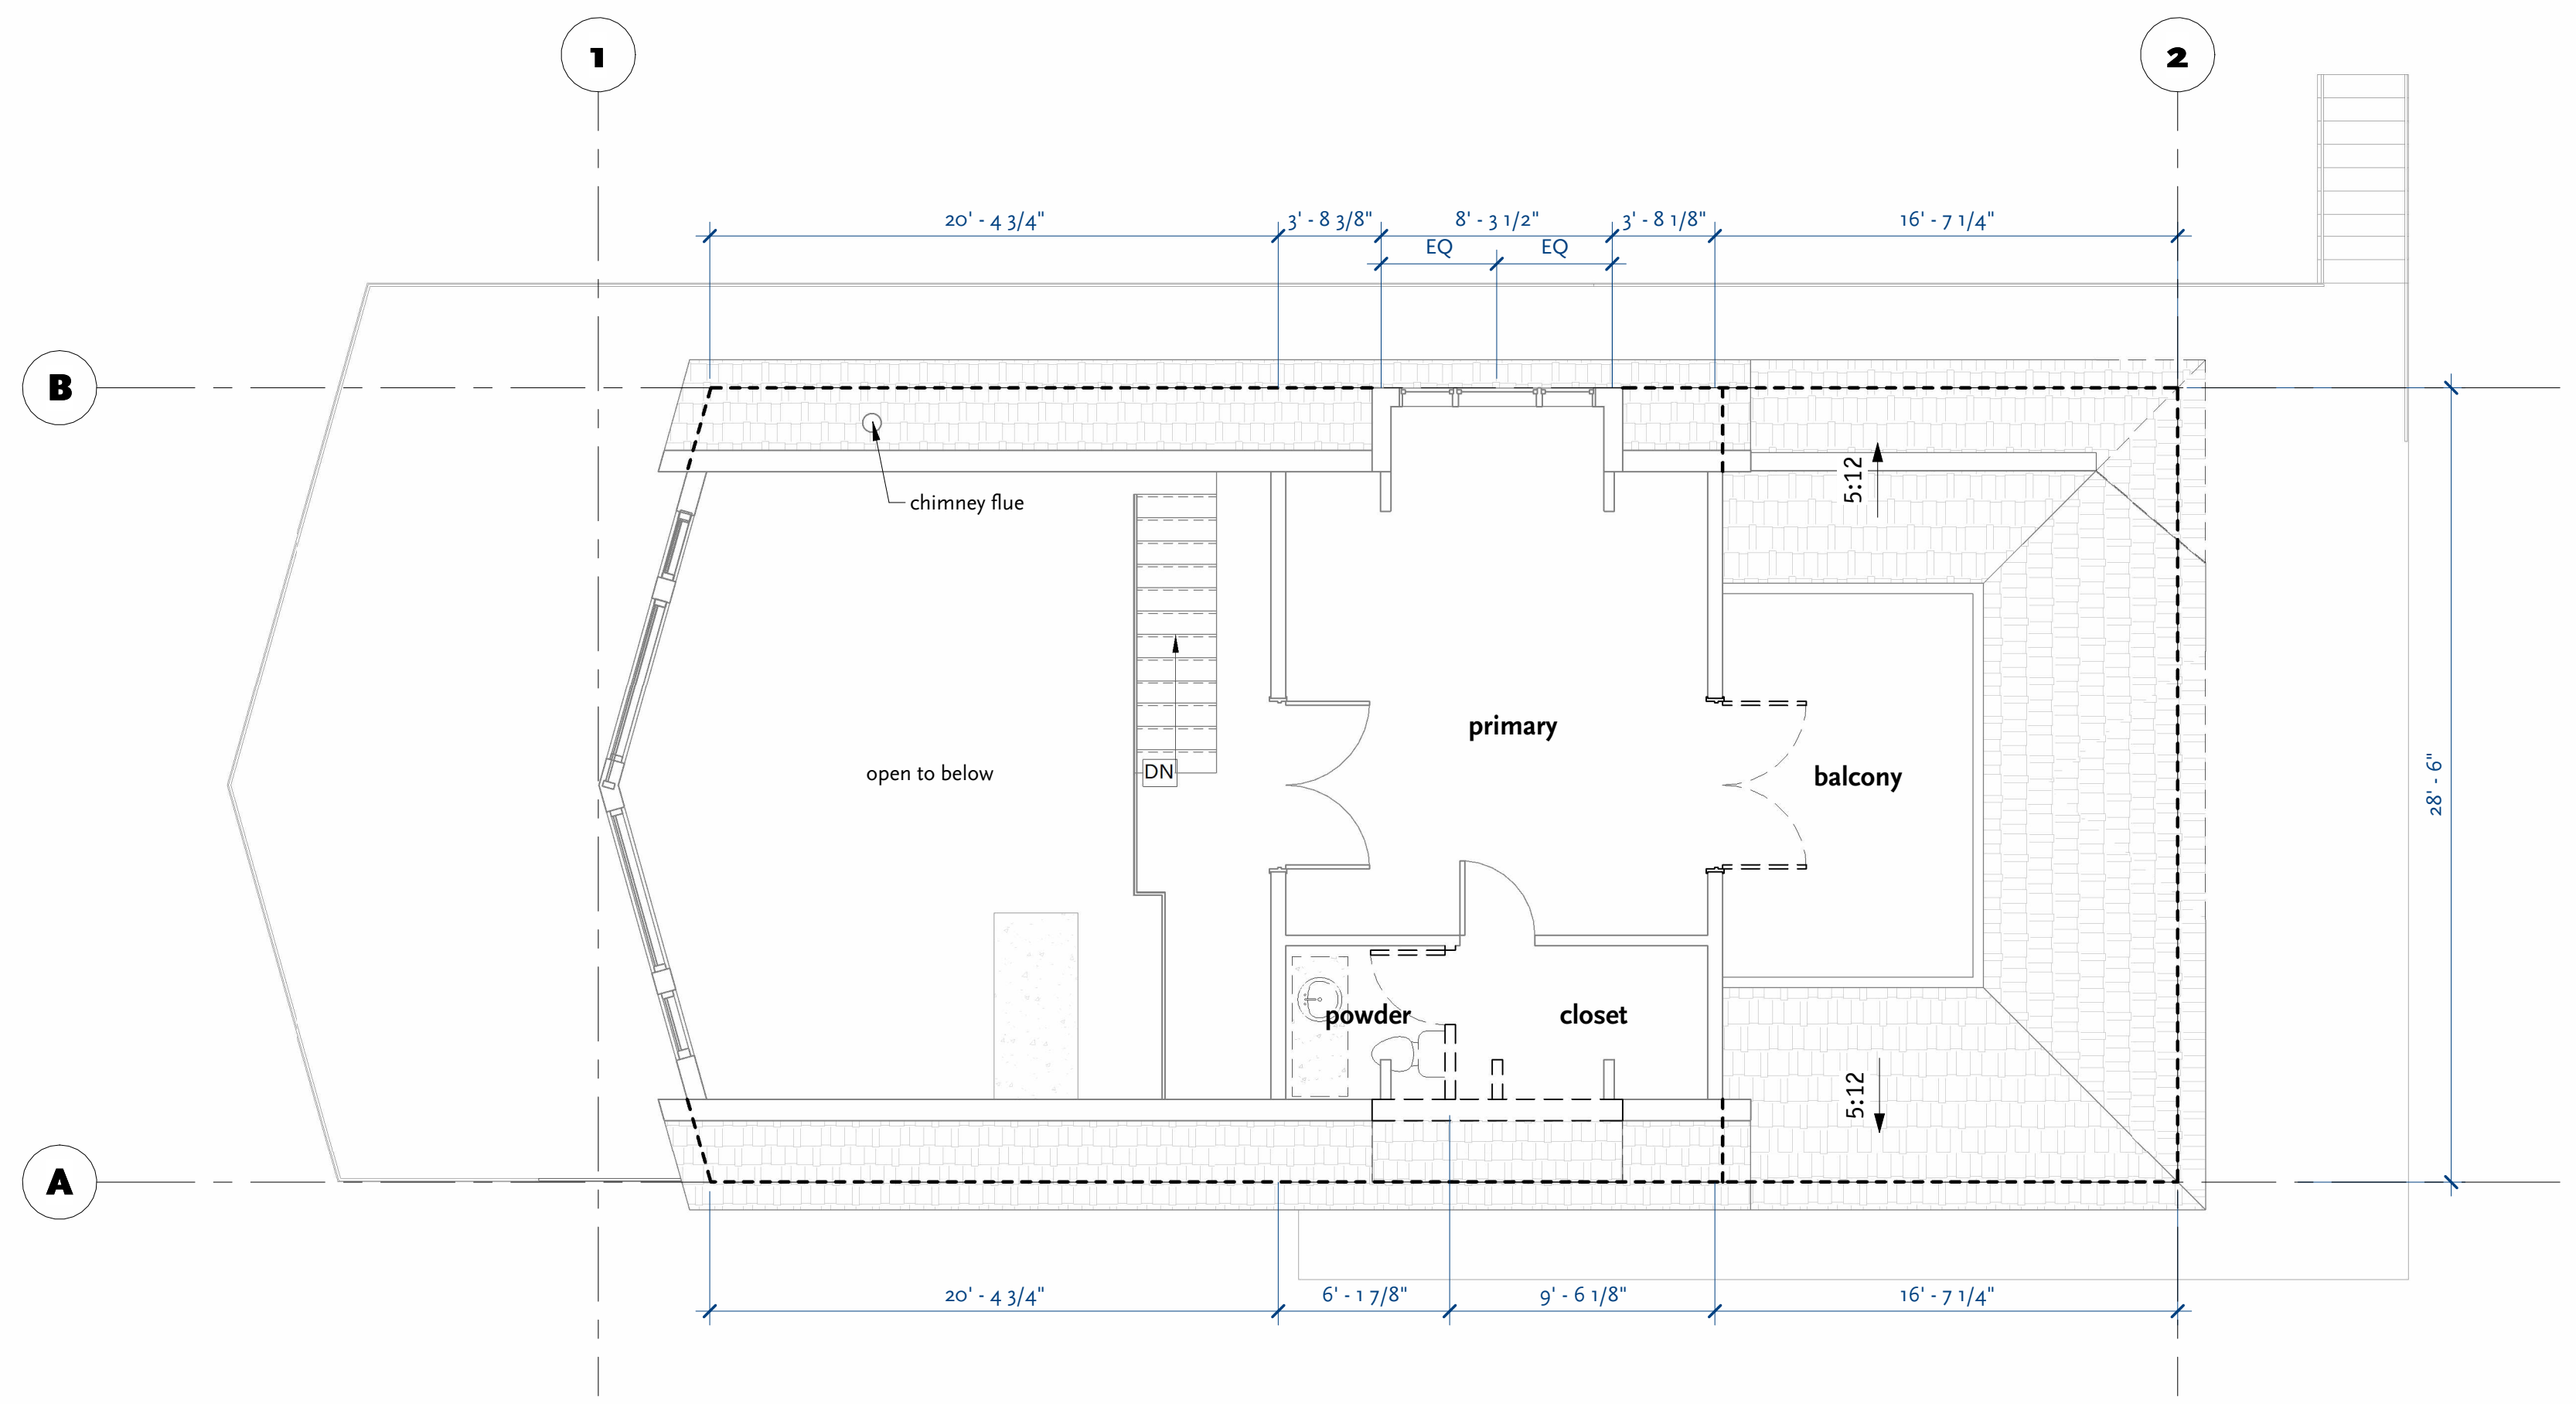 1
2
20' - 4 3/4"
3' - 8 3/8"
8' - 3 1/2"
3' - 8 1/8"
16' - 7 1/4"
EQ
EQ
B
5:12
chimney flue
primary
open to below
DN
balcony
28' - 6"
powder
closet
5:12
A
20' - 4 3/4"
6' - 1 7/8"
9' - 6 1/8"
16' - 7 1/4"